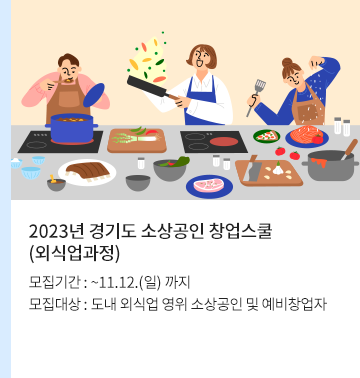 2023년 경기도 소상공인 창업스쿨
(외식업과정)
모집기간 : ~11.12.(일) 까지
모집대상 : 도내 외식업 영위 소상공인 및 예비창업자